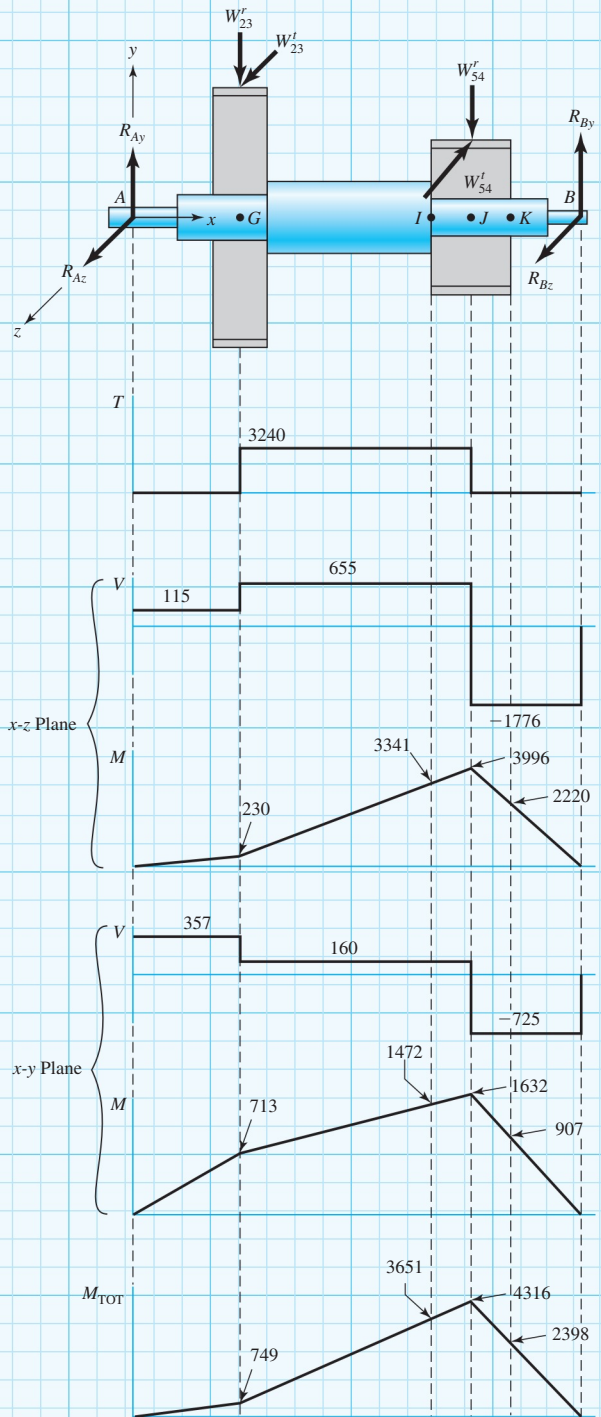 W^r_23
W^t_23
y
W^r_54
R_By
R_Ay
A
x
G
I
W^t_54
J
K
B
R_Az
R_Bz
z
T
3240
V
655
115
x-z Plane
−1776
M
3341
3996
230
2220
V
357
160
−725
x-y Plane
1472
1632
M
713
907
3651
M_TOT
4316
2398
749